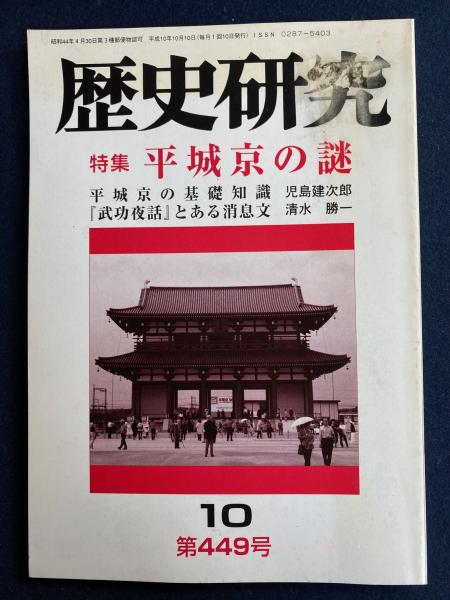 昭和44年4月30日第3種郵便物認可 平成10年10月10日(毎月1回10日発行) ISSN 0287-5403
歴史研究
特集 平城京の謎
平城京の基礎知識 児島建次郎
『武功夜話』とある消息文 清水 勝一
10
第449号